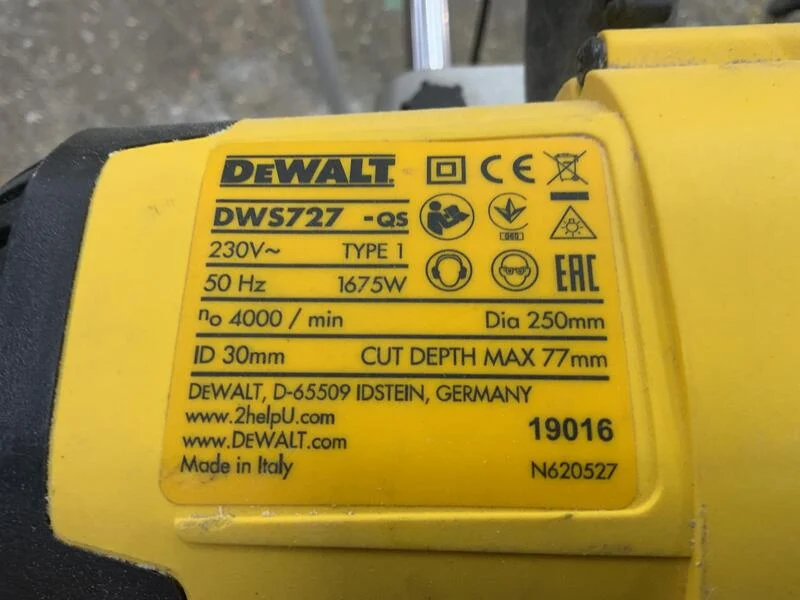 DEWALT
DWS727 -QS
230V~ TYPE 1
50 Hz 1675W
no 4000 / min Dia 250mm
ID 30mm CUT DEPTH MAX 77mm
DEWALT, D-65509 IDSTEIN, GERMANY
www.2helpU.com
www.DEWALT.com
19016
Made in Italy
N620527
CE
060
EAC